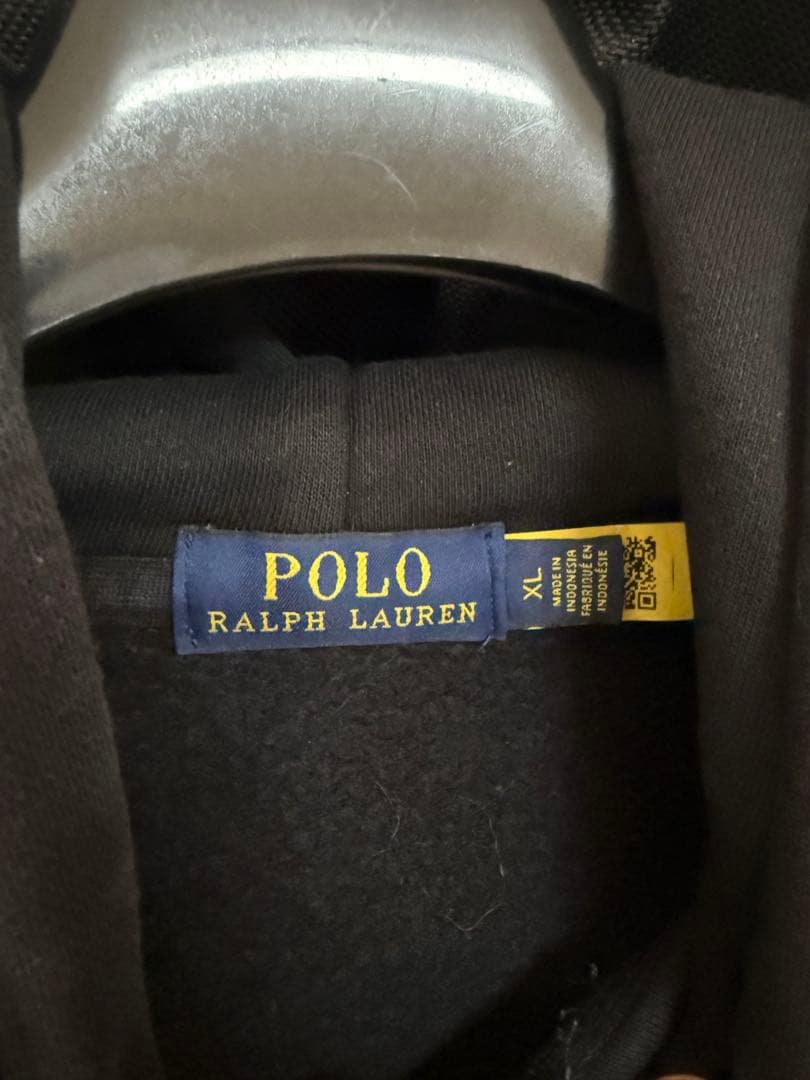 POLO
RALPH LAUREN
XL
MADE IN
INDONESIA
FABRIQUÉ EN
INDONÉSIE